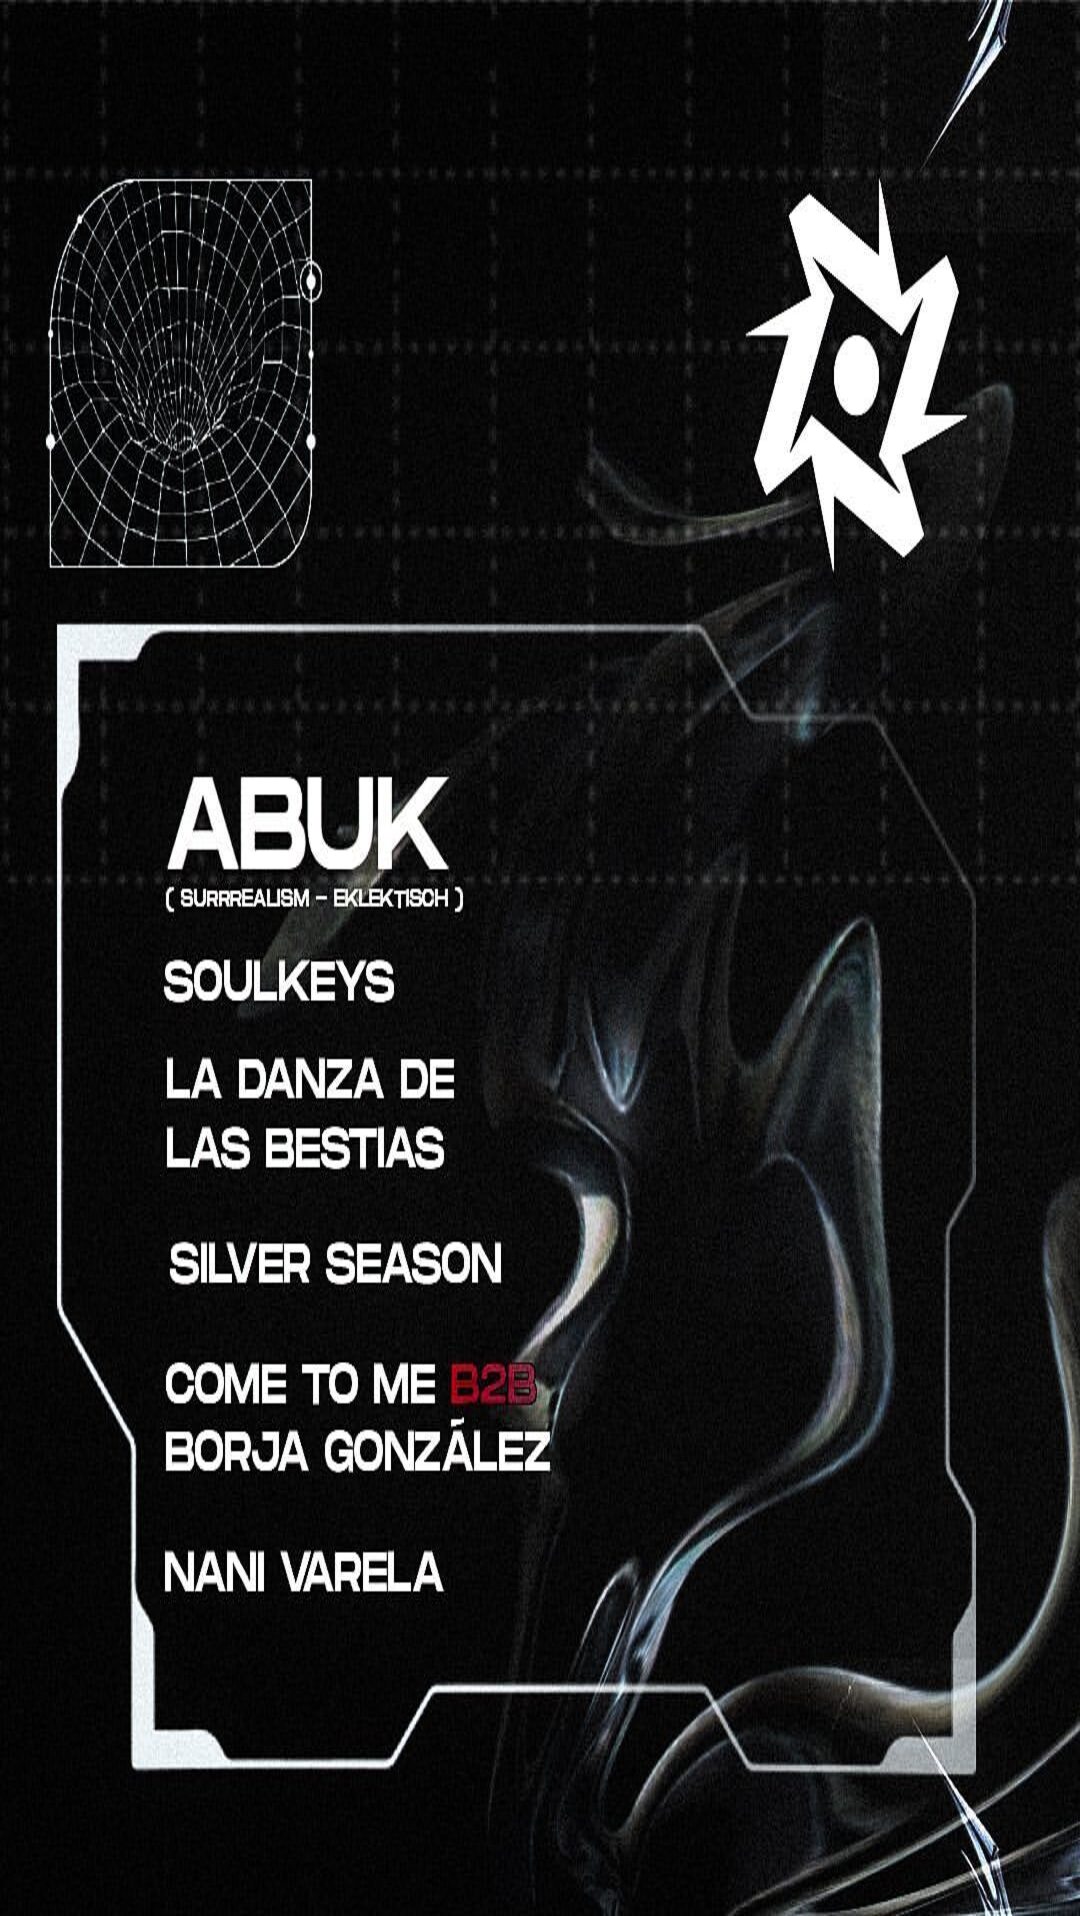 ABUK
( SURRREALISM - EKLEKTISCH )
SOULKEYS
LA DANZA DE
LAS BESTIAS
SILVER SEASON
COME TO ME B2B
BORJA GONZÁLEZ
NANI VARELA